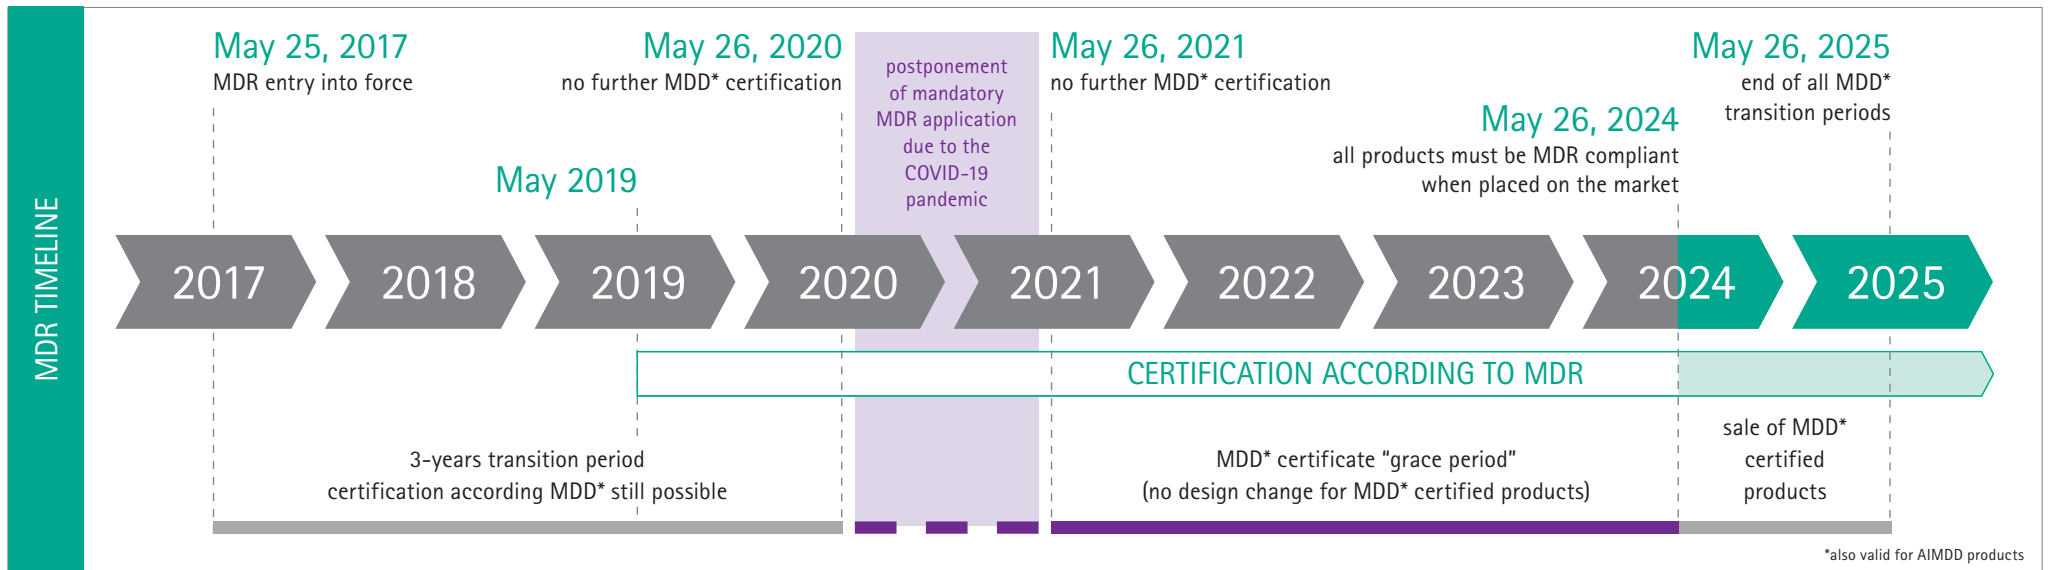 MDR TIMELINE
May 25, 2017
MDR entry into force
May 26, 2020
no further MDD* certification
postponement
of mandatory
MDR application
due to the
COVID-19
pandemic
May 26, 2021
no further MDD* certification
May 26, 2025
end of all MDD*
transition periods
May 26, 2024
all products must be MDR compliant
when placed on the market
May 2019
2017
2018
2019
2020
2021
2022
2023
2024
2025
CERTIFICATION ACCORDING TO MDR
3-years transition period
certification according MDD* still possible
MDD* certificate “grace period”
(no design change for MDD* certified products)
sale of MDD*
certified
products
*also valid for AIMDD products